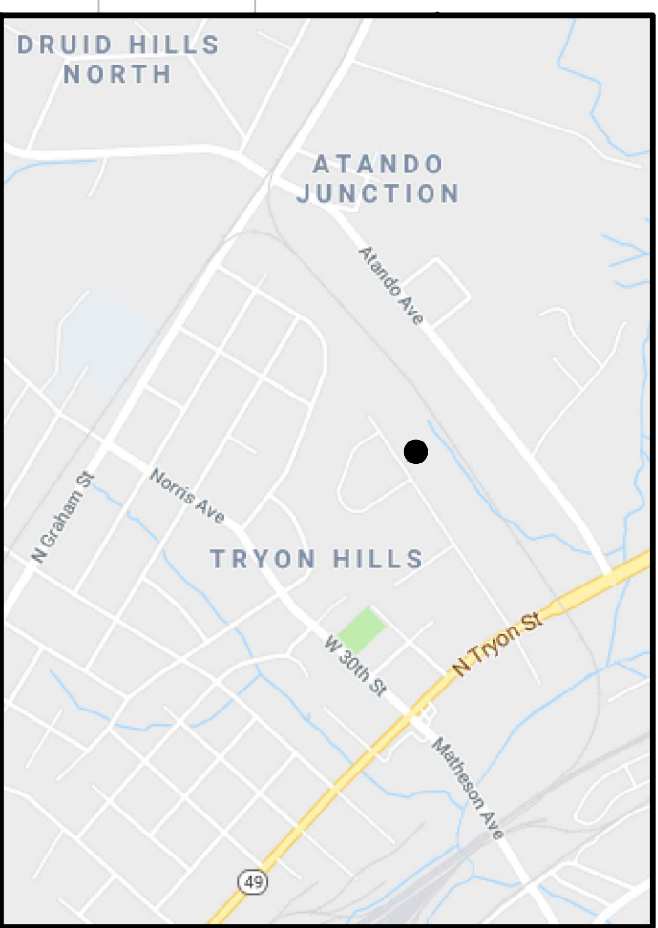 DRUID HILLS
NORTH
ATANDO
JUNCTION
Atando Ave
Norris Ave
N Graham St
TRYON HILLS
W 30th St
N Tryon St
Matheson Ave
49